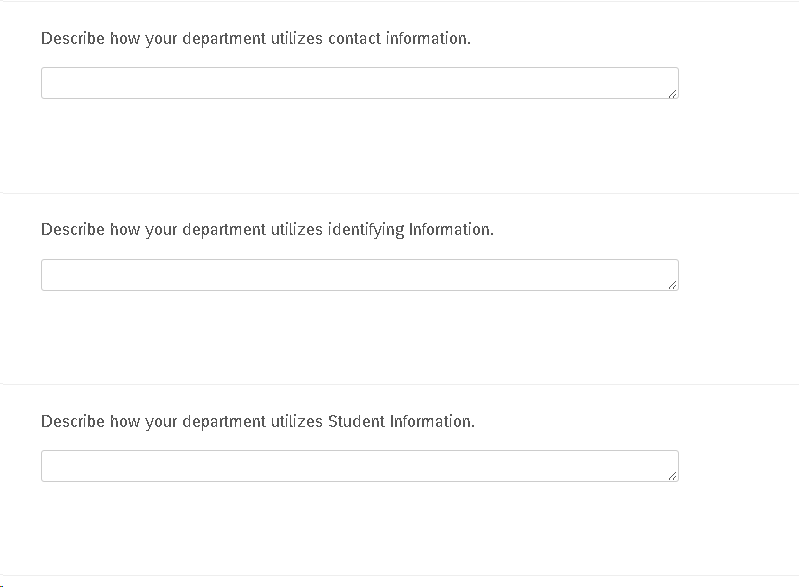 Describe how your department utilizes contact information.
Describe how your department utilizes identifying Information.
Describe how your department utilizes Student Information.